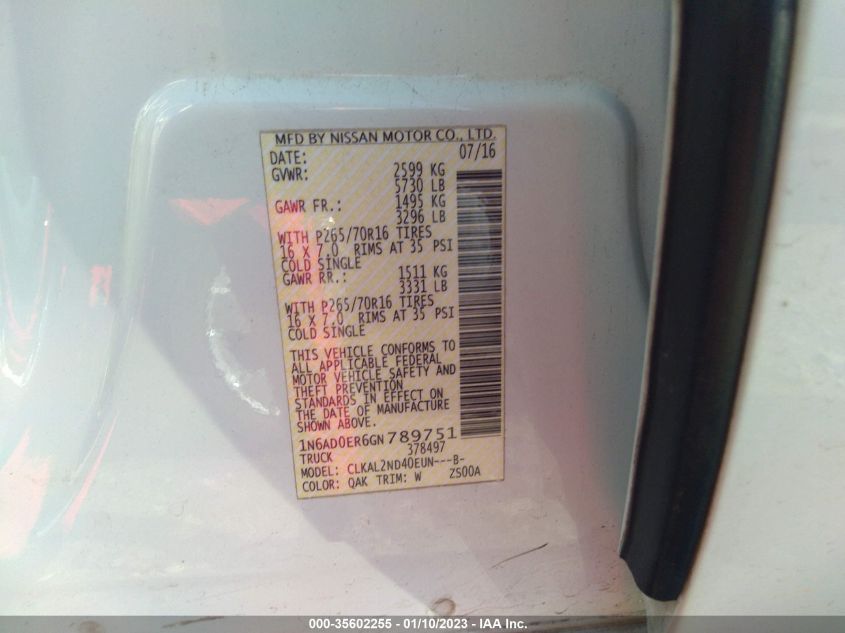 MFD BY NISSAN MOTOR CO., LTD.
DATE: 07/16
GVWR: 2599 KG
5730 LB
GAWR FR.: 1495 KG
3296 LB
WITH P265/70R16 TIRES
16 X 7.0 RIMS AT 35 PSI
COLD SINGLE
GAWR RR.: 1511 KG
3331 LB
WITH P265/70R16 TIRES
16 X 7.0 RIMS AT 35 PSI
COLD SINGLE
THIS VEHICLE CONFORMS TO
ALL APPLICABLE FEDERAL
MOTOR VEHICLE SAFETY AND
THEFT PREVENTION
STANDARDS IN EFFECT ON
THE DATE OF MANUFACTURE
SHOWN ABOVE.
1N6AD0ER6GN789751
TRUCK 378497
MODEL: CLKAL2ND40EUN---B-
COLOR: QAK TRIM: W ZS00A
000-35602255 - 01/10/2023 - IAA Inc.